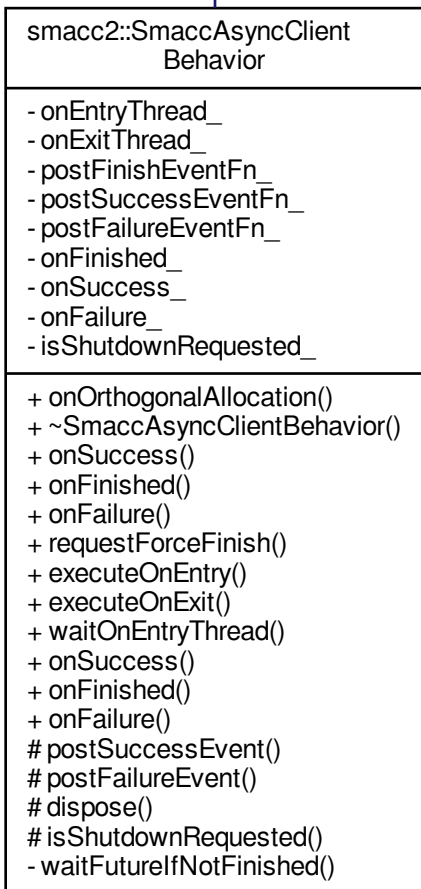 smacc2::SmaccAsyncClient
Behavior
- onEntryThread_
- onExitThread_
- postFinishEventFn_
- postSuccessEventFn_
- postFailureEventFn_
- onFinished_
- onSuccess_
- onFailure_
- isShutdownRequested_
+ onOrthogonalAllocation()
+ ~SmaccAsyncClientBehavior()
+ onSuccess()
+ onFinished()
+ onFailure()
+ requestForceFinish()
+ executeOnEntry()
+ executeOnExit()
+ waitOnEntryThread()
+ onSuccess()
+ onFinished()
+ onFailure()
# postSuccessEvent()
# postFailureEvent()
# dispose()
# isShutdownRequested()
- waitFutureIfNotFinished()